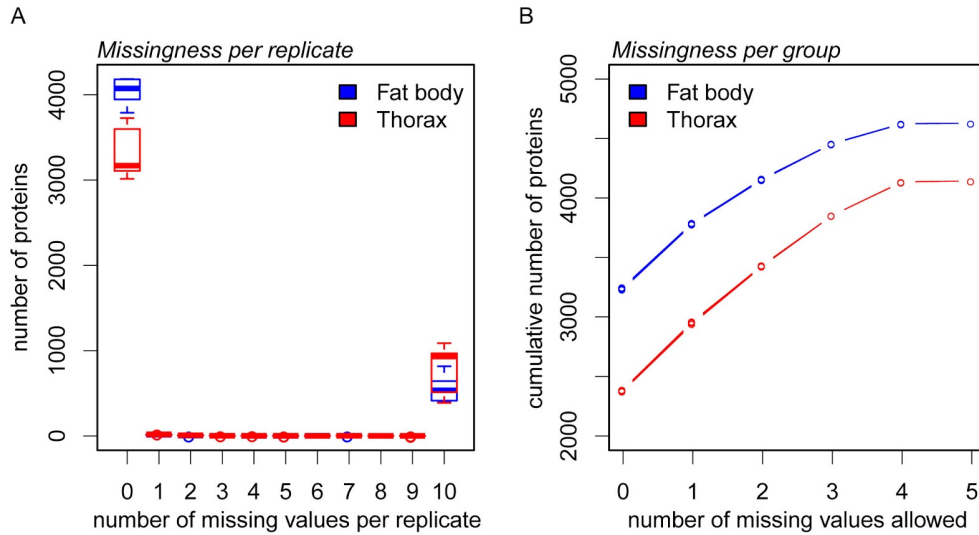 A
Missingness per replicate
Fat body
Thorax
number of proteins
4000
3000
2000
1000
0
0 1 2 3 4 5 6 7 8 9 10
number of missing values per replicate
B
Missingness per group
Fat body
Thorax
cumulative number of proteins
5000
4000
3000
2000
0 1 2 3 4 5
number of missing values allowed